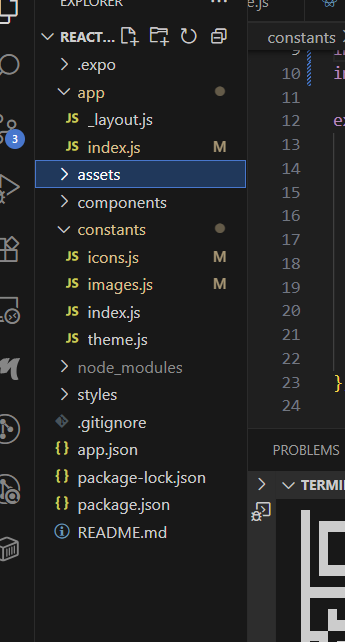 EXPLORER
REACT...
.expo
app
JS _layout.js
JS index.js M
assets
components
constants
JS icons.js M
JS images.js M
JS index.js
JS theme.js
node_modules
styles
.gitignore
{} app.json
{} package-lock.json
{} package.json
README.md
3
e.js
constants
9
10
11
12
13
14
15
16
17
18
19
20
21
22
23 }
24
PROBLEMS